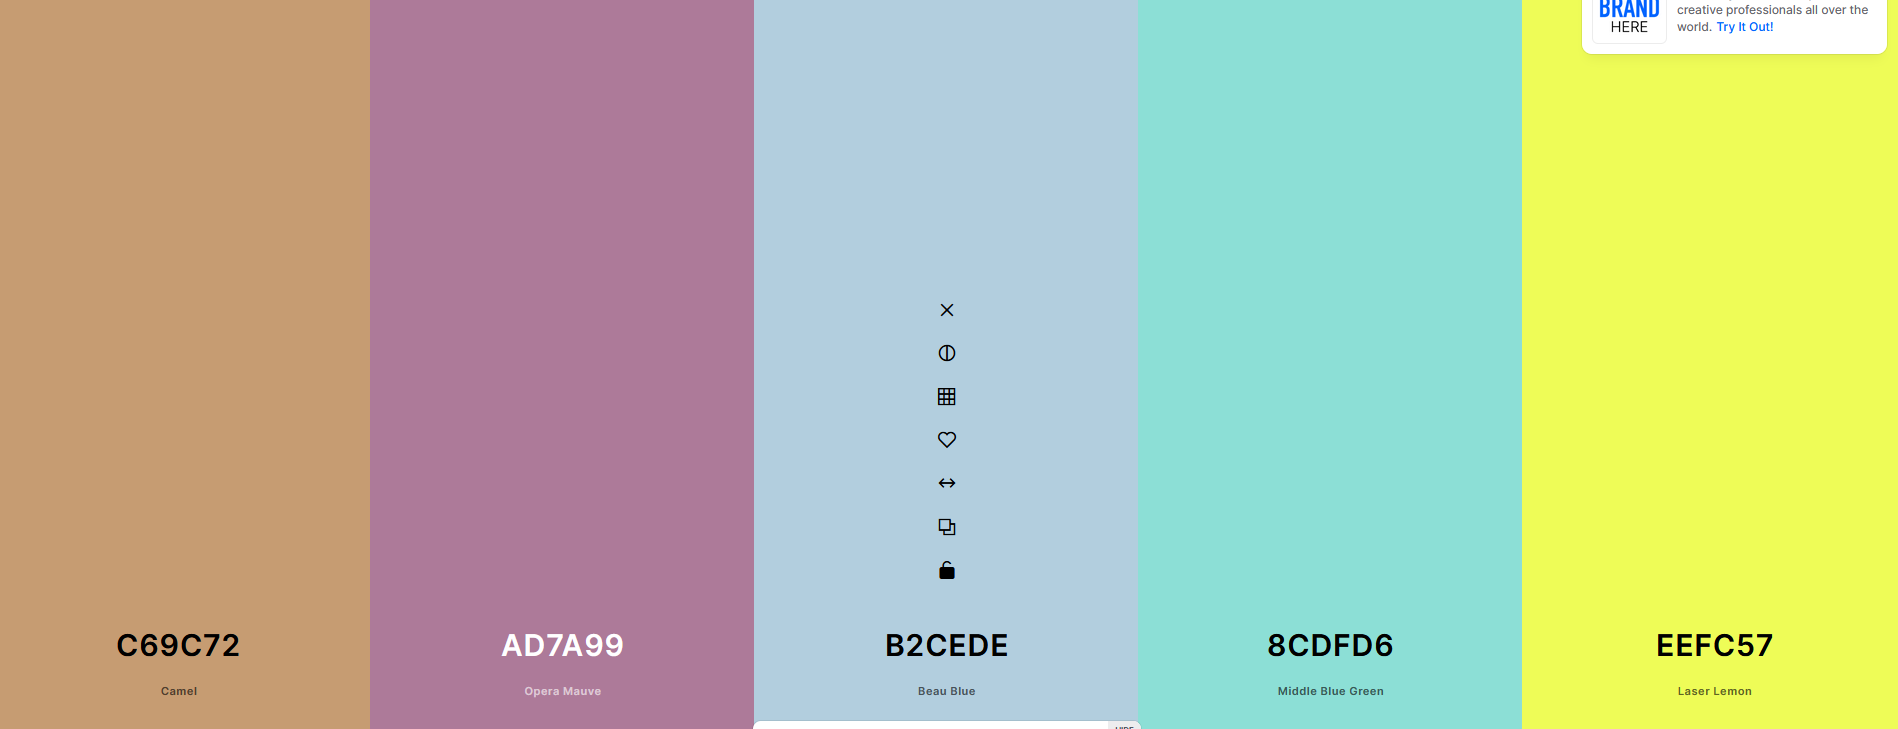 BRAND
HERE
creative professionals all over the
world. Try It Out!
C69C72
AD7A99
B2CEDE
8CDFD6
EEFC57
Camel
Opera Mauve
Beau Blue
Middle Blue Green
Laser Lemon
HIDE